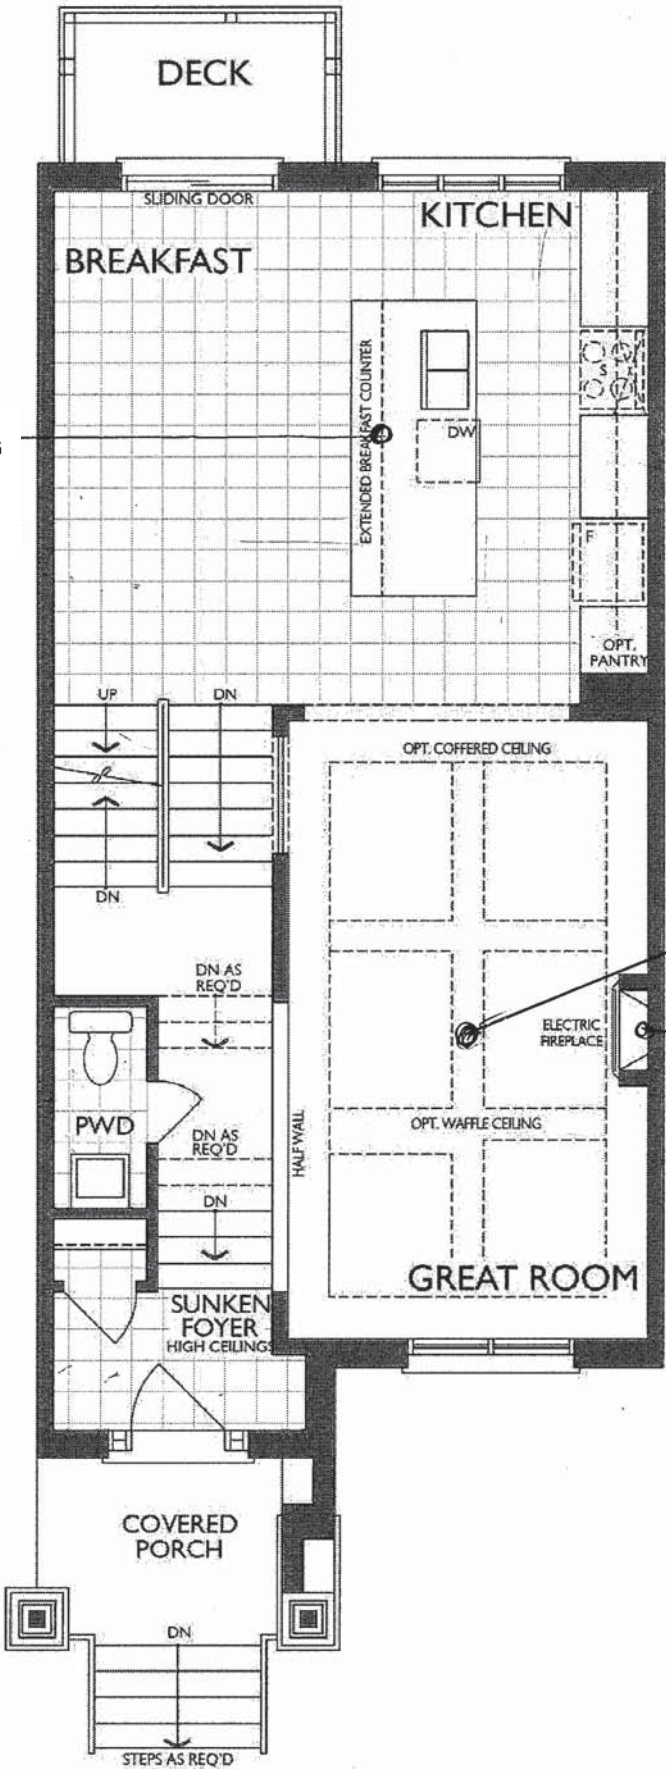 DECK
SLIDING DOOR
KITCHEN
BREAKFAST
EXTENDED BREAKFAST COUNTER
S
DW
F
OPT.
PANTRY
UP
DN
OPT. COFFERED CEILING
DN
DN AS
REQ'D
ELECTRIC
FIREPLACE
PWD
DN AS
REQ'D
HALF WALL
OPT. WAFFLE CEILING
DN
GREAT ROOM
SUNKEN
FOYER
HIGH CEILINGS
COVERED
PORCH
DN
STEPS AS REQ'D